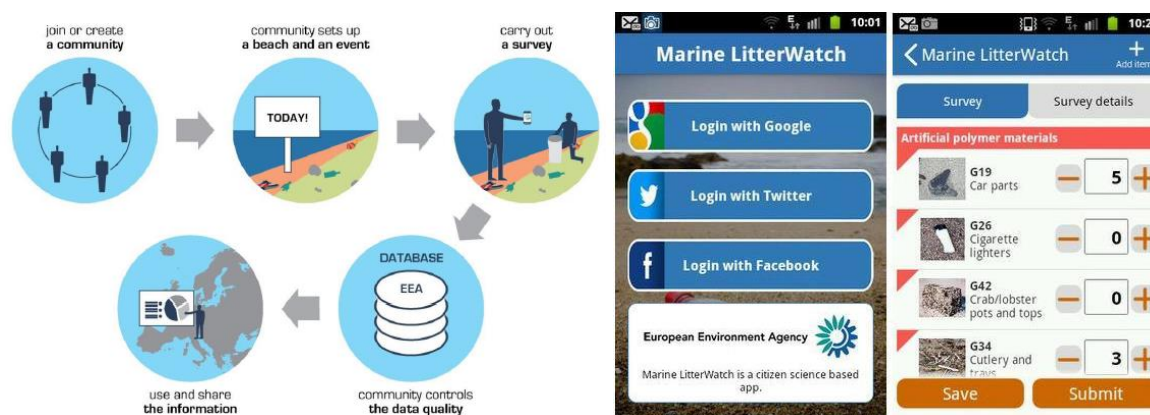 join or create
a community
community sets up
a beach and an event
carry out
a survey
TODAY!
DATABASE
EEA
use and share
the information
community controls
the data quality
10:01
Marine LitterWatch
Login with Google
Login with Twitter
Login with Facebook
European Environment Agency
Marine LitterWatch is a citizen science based
app.
10:2
Marine LitterWatch
Add item
Survey
Survey details
Artificial polymer materials
G19
Car parts
5
G26
Cigarette
lighters
0
G42
Crab/lobster
pots and tops
0
G34
Cutlery and
trays
3
Save
Submit